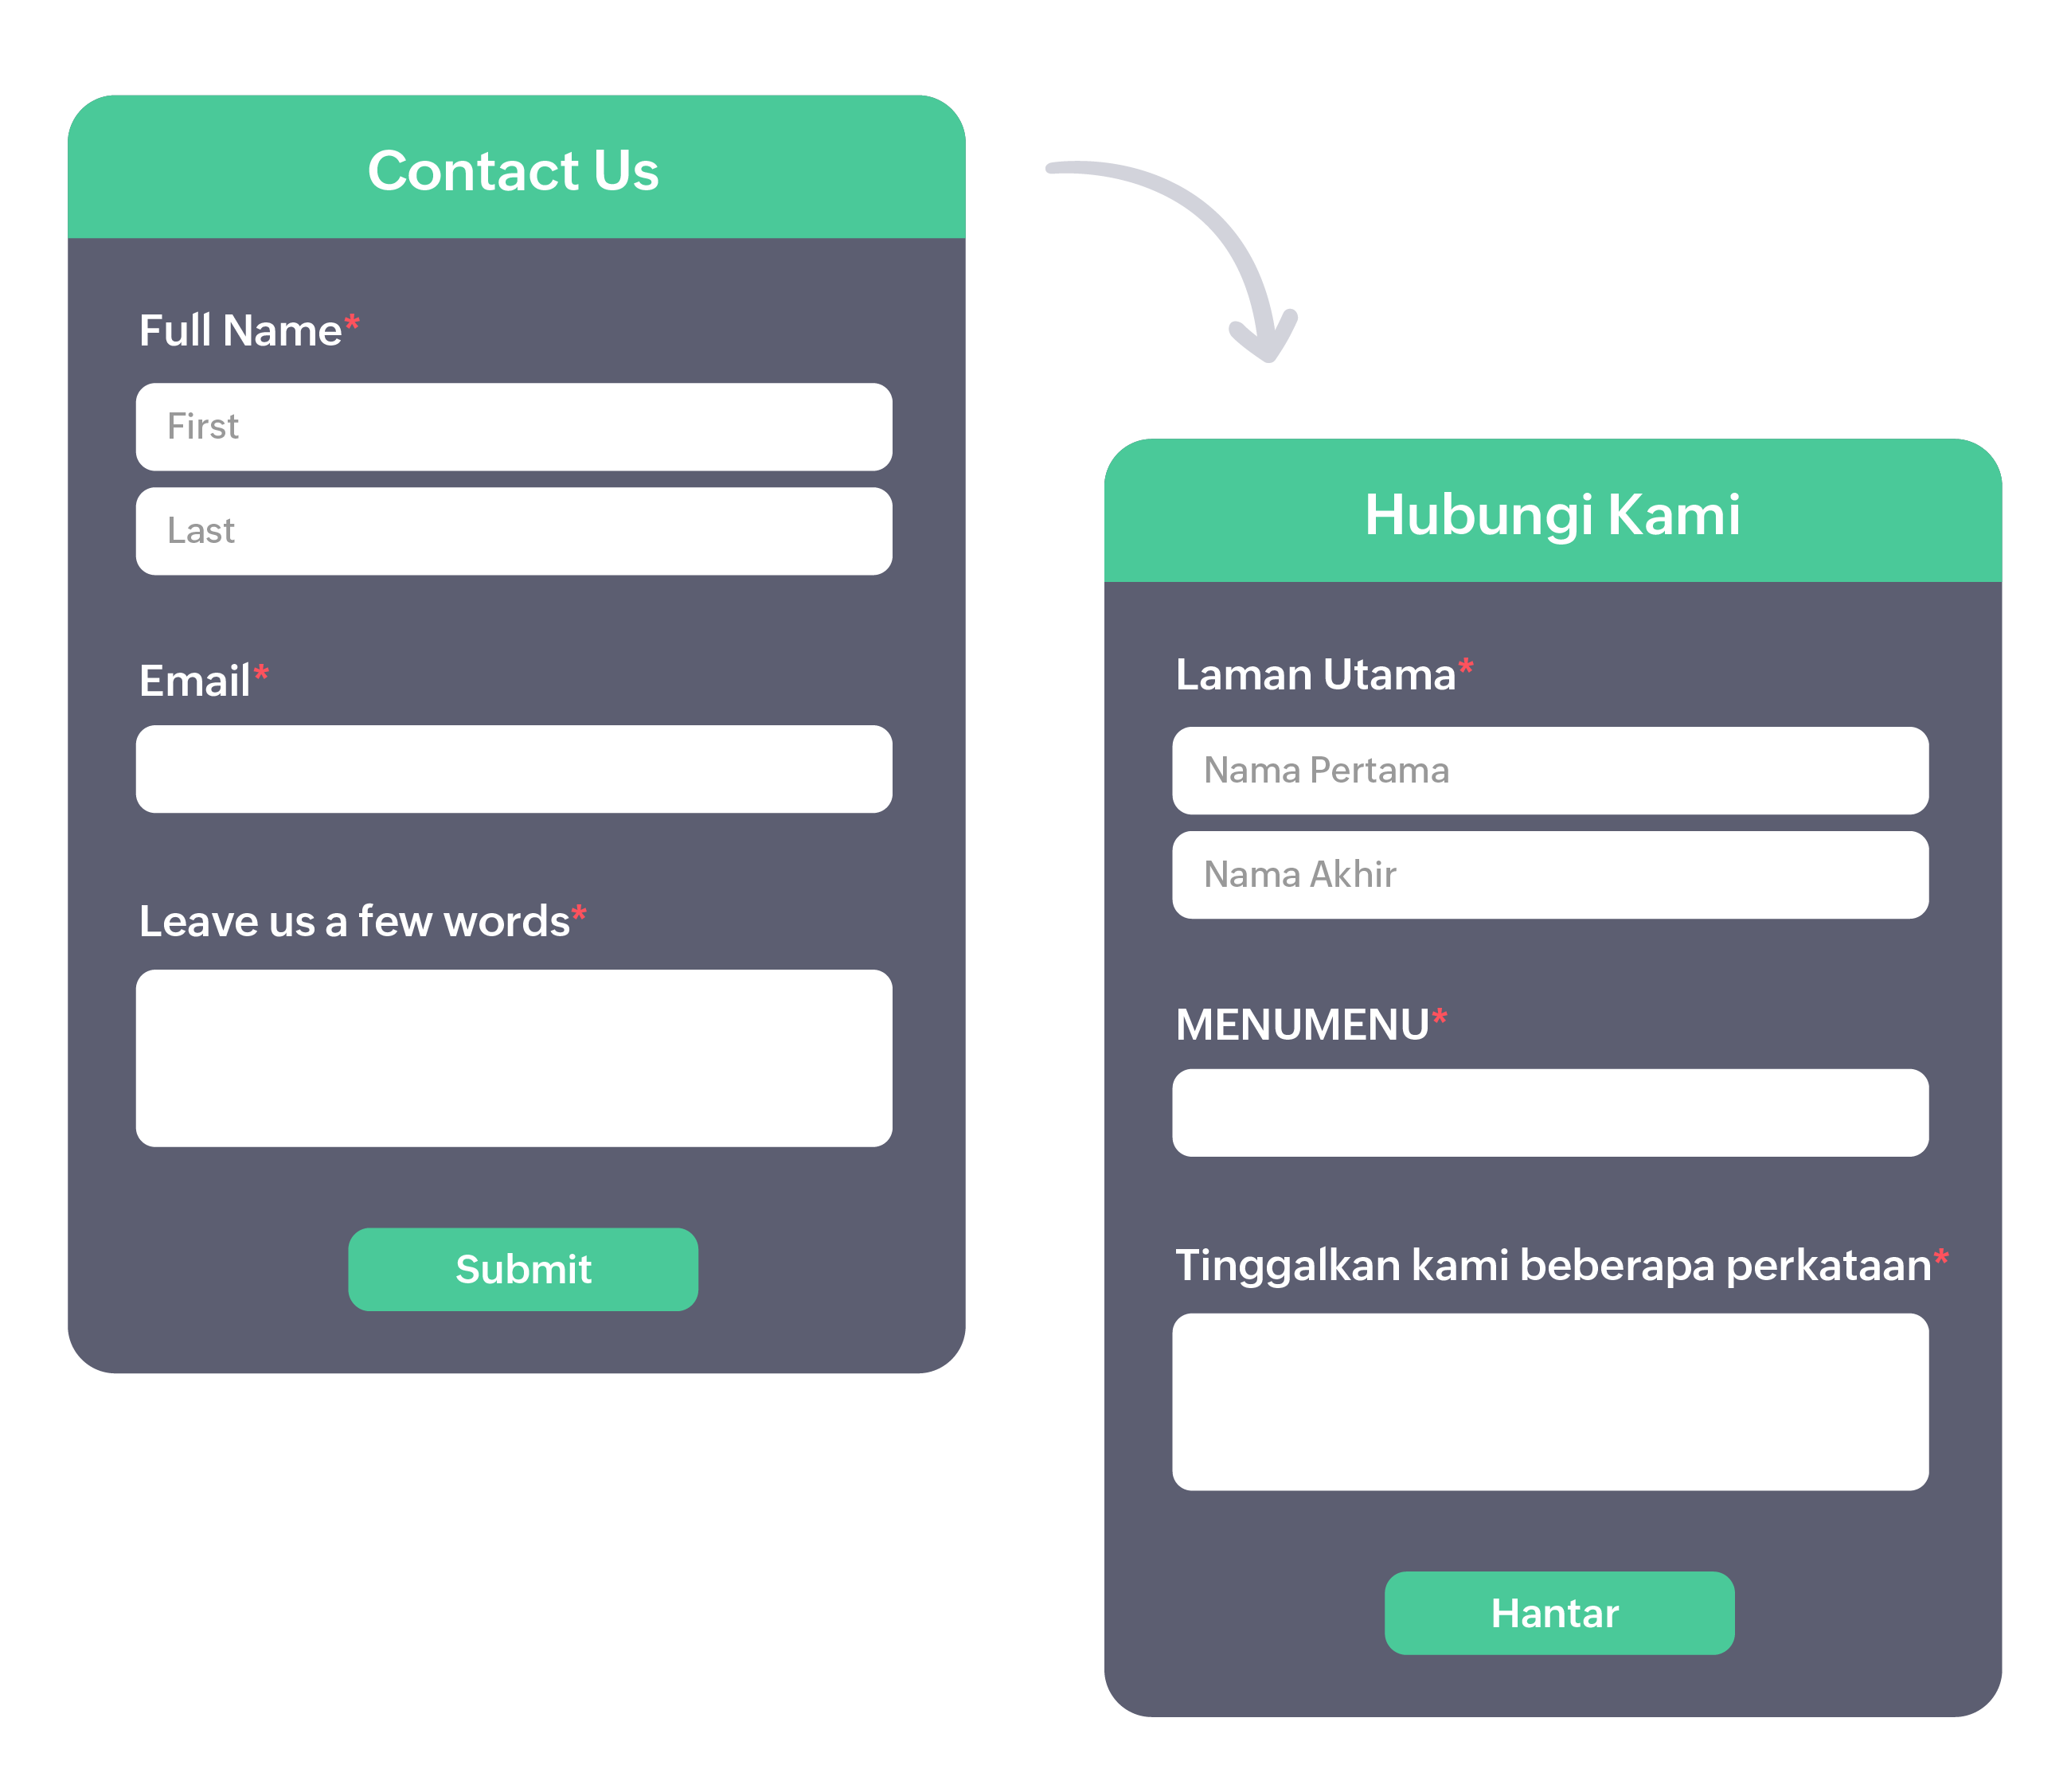 Contact Us
Full Name*
First
Last
Email*
Leave us a few words*
Submit
Hubungi Kami
Laman Utama*
Nama Pertama
Nama Akhir
MENUMENU*
Tinggalkan kami beberapa perkataan*
Hantar